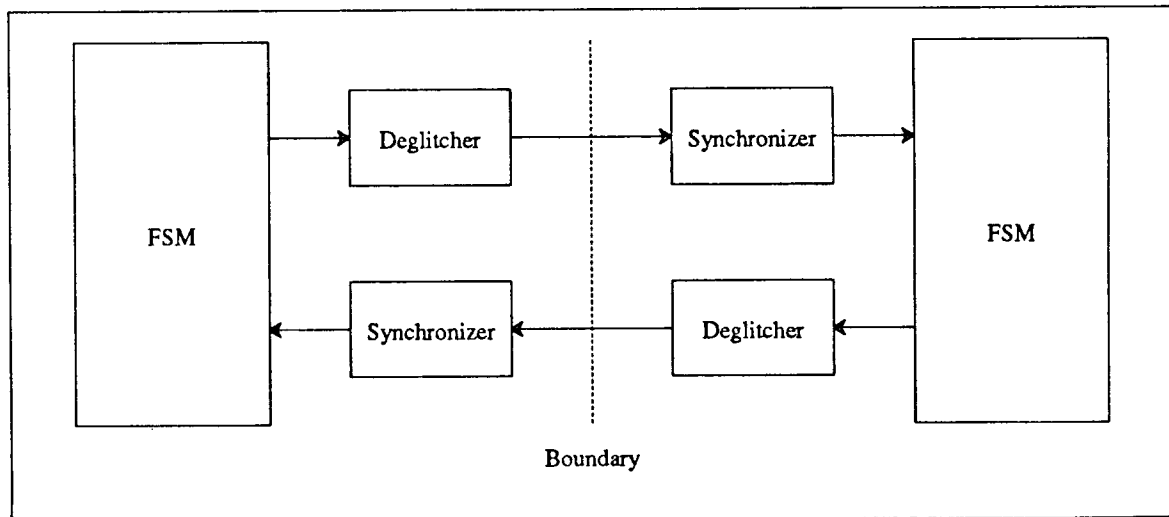 Deglitcher
Synchronizer
FSM
FSM
Synchronizer
Deglitcher
Boundary